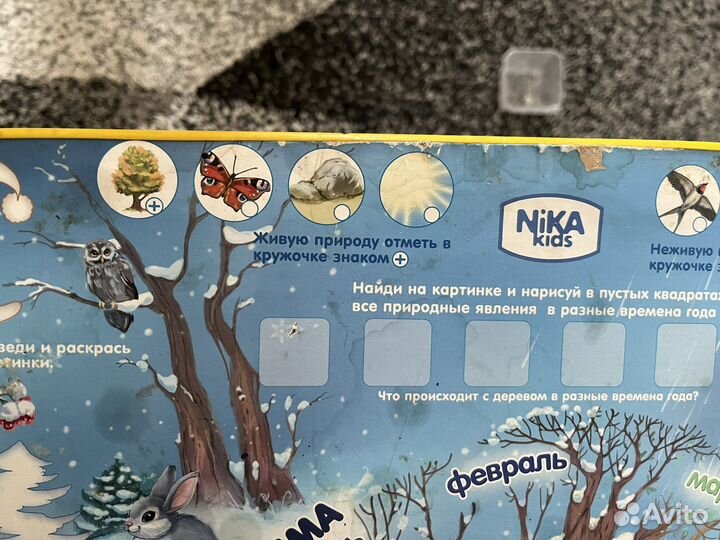 Живую природу отметь в
кружочке знаком +
NiKA
kids
Неживую
кружочке
Найди на картинке и нарисуй в пустых квадратах
все природные явления в разные времена года
веди и раскрась
тинки.
Что происходит с деревом в разные времена года?
февраль
мар
Avito